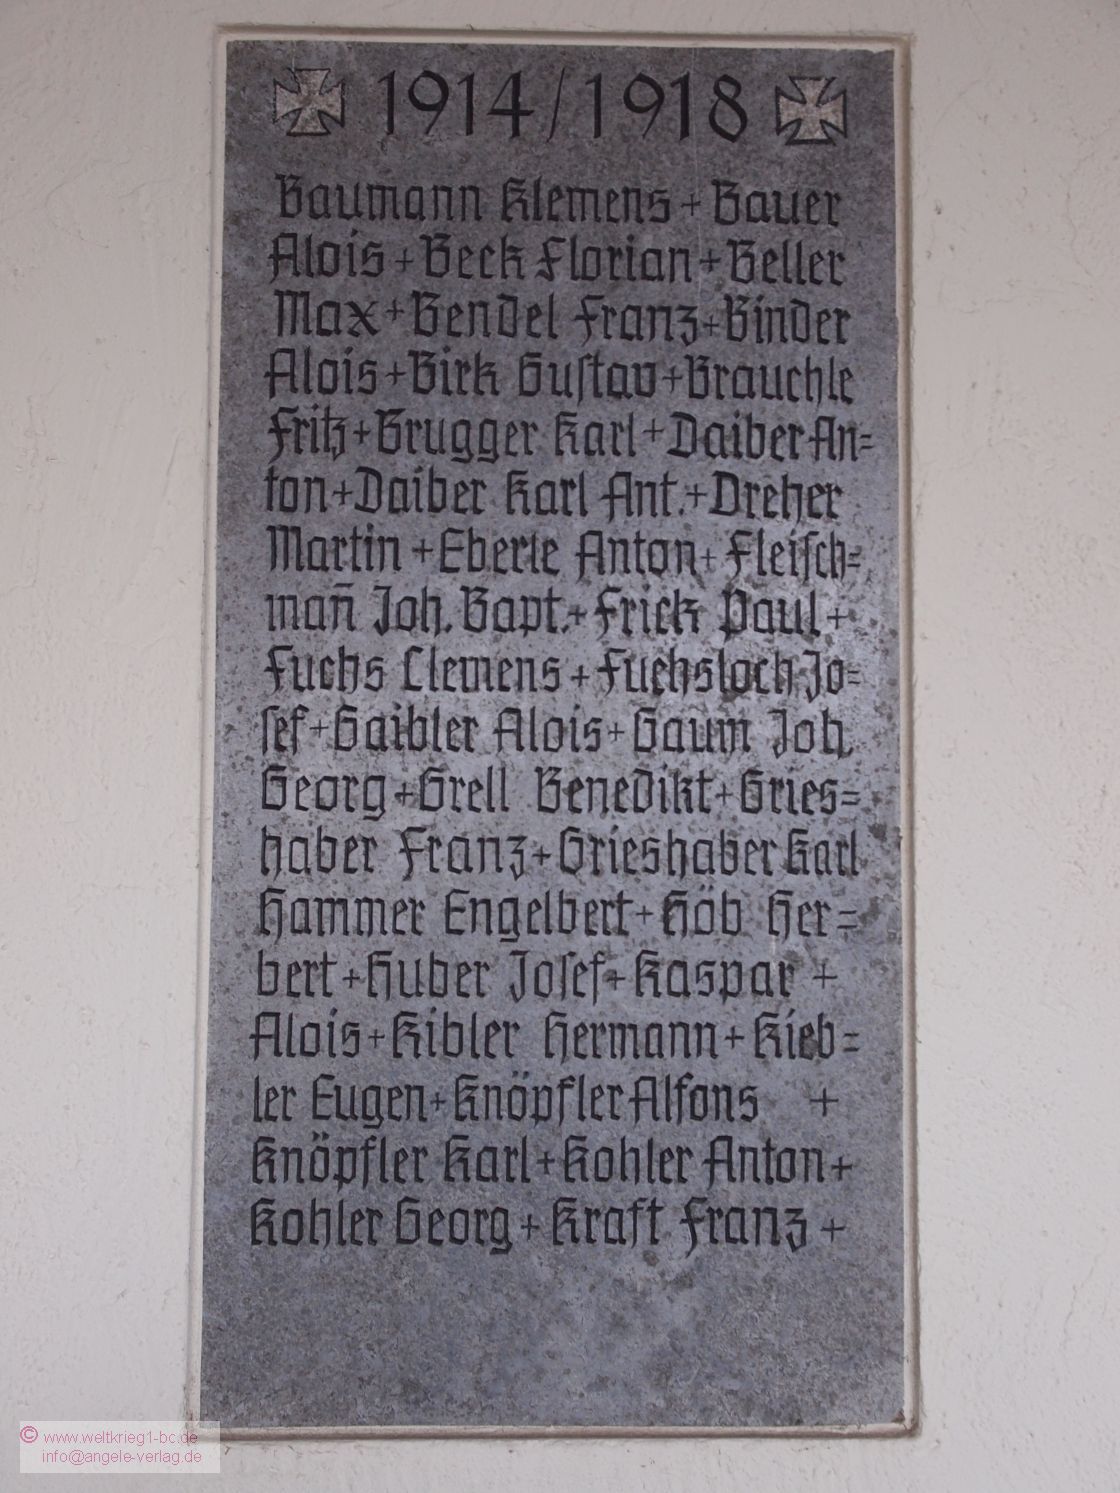 1914/1918
Baumann Klemens + Bauer
Alois + Beck Florian + Beller
Max + Bendel Franz + Binder
Alois + Birk Guſtav + Brauchle
Fritz + Brugger Karl + Daiber An=
ton + Daiber Karl Ant. + Dreher
Martin + Eberle Anton + Fleiſch=
mañ Joh. Bapt. + Frick Paul +
Fuchs Clemens + Fuchsloch Jo=
ſef + Gaibler Alois + Gaum Joh.
Georg + Grell Benedikt + Gries=
haber Franz + Grieshaber Karl
Hammer Engelbert + Höb Her=
bert + Huber Joſef + Kaspar +
Alois + Kibler Hermann + Kieb=
ler Eugen + Knöpfler Alfons +
Knöpfler Karl + Kohler Anton +
Kohler Georg + Kraft Franz +
© www.weltkrieg1-bc.de
info@angele-verlag.de